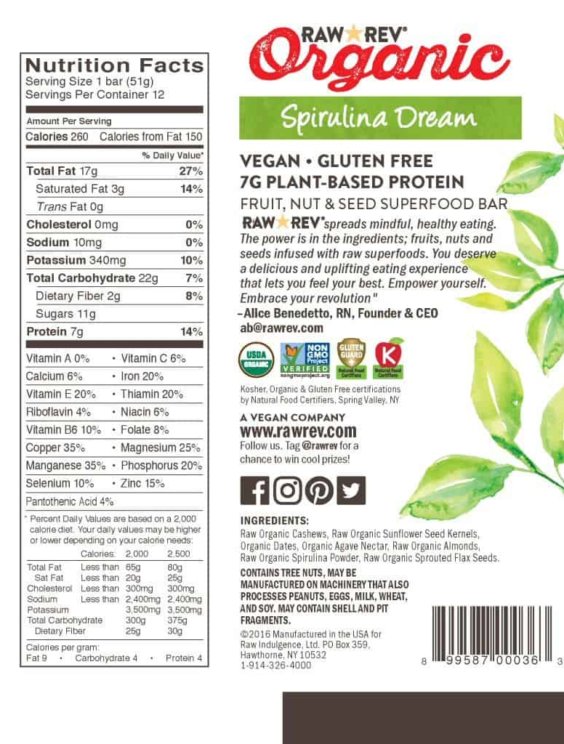 Nutrition Facts
Serving Size 1 bar (51g)
Servings Per Container 12
Amount Per Serving
Calories 260 Calories from Fat 150
% Daily Value*
Total Fat 17g 27%
Saturated Fat 3g 14%
Trans Fat 0g
Cholesterol 0mg 0%
Sodium 10mg 0%
Potassium 340mg 10%
Total Carbohydrate 22g 7%
Dietary Fiber 2g 8%
Sugars 11g
Protein 7g 14%
Vitamin A 0% • Vitamin C 6%
Calcium 6% • Iron 20%
Vitamin E 20% • Thiamin 20%
Riboflavin 4% • Niacin 6%
Vitamin B6 10% • Folate 8%
Copper 35% • Magnesium 25%
Manganese 35% • Phosphorus 20%
Selenium 10% • Zinc 15%
Pantothenic Acid 4%
* Percent Daily Values are based on a 2,000
calorie diet. Your daily values may be higher
or lower depending on your calorie needs:
Calories: 2,000 2,500
Total Fat Less than 65g 80g
Sat Fat Less than 20g 25g
Cholesterol Less than 300mg 300mg
Sodium Less than 2,400mg 2,400mg
Potassium 3,500mg 3,500mg
Total Carbohydrate 300g 375g
Dietary Fiber 25g 30g
Calories per gram:
Fat 9 • Carbohydrate 4 • Protein 4
RAW REV®
Organic
Spirulina Dream
VEGAN • GLUTEN FREE
7G PLANT-BASED PROTEIN
FRUIT, NUT & SEED SUPERFOOD BAR
RAW REV® spreads mindful, healthy eating.
The power is in the ingredients; fruits, nuts and
seeds infused with raw superfoods. You deserve
a delicious and uplifting eating experience
that lets you feel your best. Empower yourself.
Embrace your revolution"
–Alice Benedetto, RN, Founder & CEO
ab@rawrev.com
USDA
ORGANIC
NON
GMO
Project
VERIFIED
nongmoproject.org
GLUTEN
GUARD
Natural Food
Certifiers
K
Natural Food
Certifiers
Kosher, Organic & Gluten Free certifications
by Natural Food Certifiers, Spring Valley, NY
A VEGAN COMPANY
www.rawrev.com
Follow us. Tag @rawrev for a
chance to win cool prizes!
INGREDIENTS:
Raw Organic Cashews, Raw Organic Sunflower Seed Kernels,
Organic Dates, Organic Agave Nectar, Raw Organic Almonds,
Raw Organic Spirulina Powder, Raw Organic Sprouted Flax Seeds.
CONTAINS TREE NUTS, MAY BE
MANUFACTURED ON MACHINERY THAT ALSO
PROCESSES PEANUTS, EGGS, MILK, WHEAT,
AND SOY. MAY CONTAIN SHELL AND PIT
FRAGMENTS.
©2016 Manufactured in the USA for
Raw Indulgence, Ltd. PO Box 359,
Hawthorne, NY 10532
1-914-326-4000
8 99587 00036 3